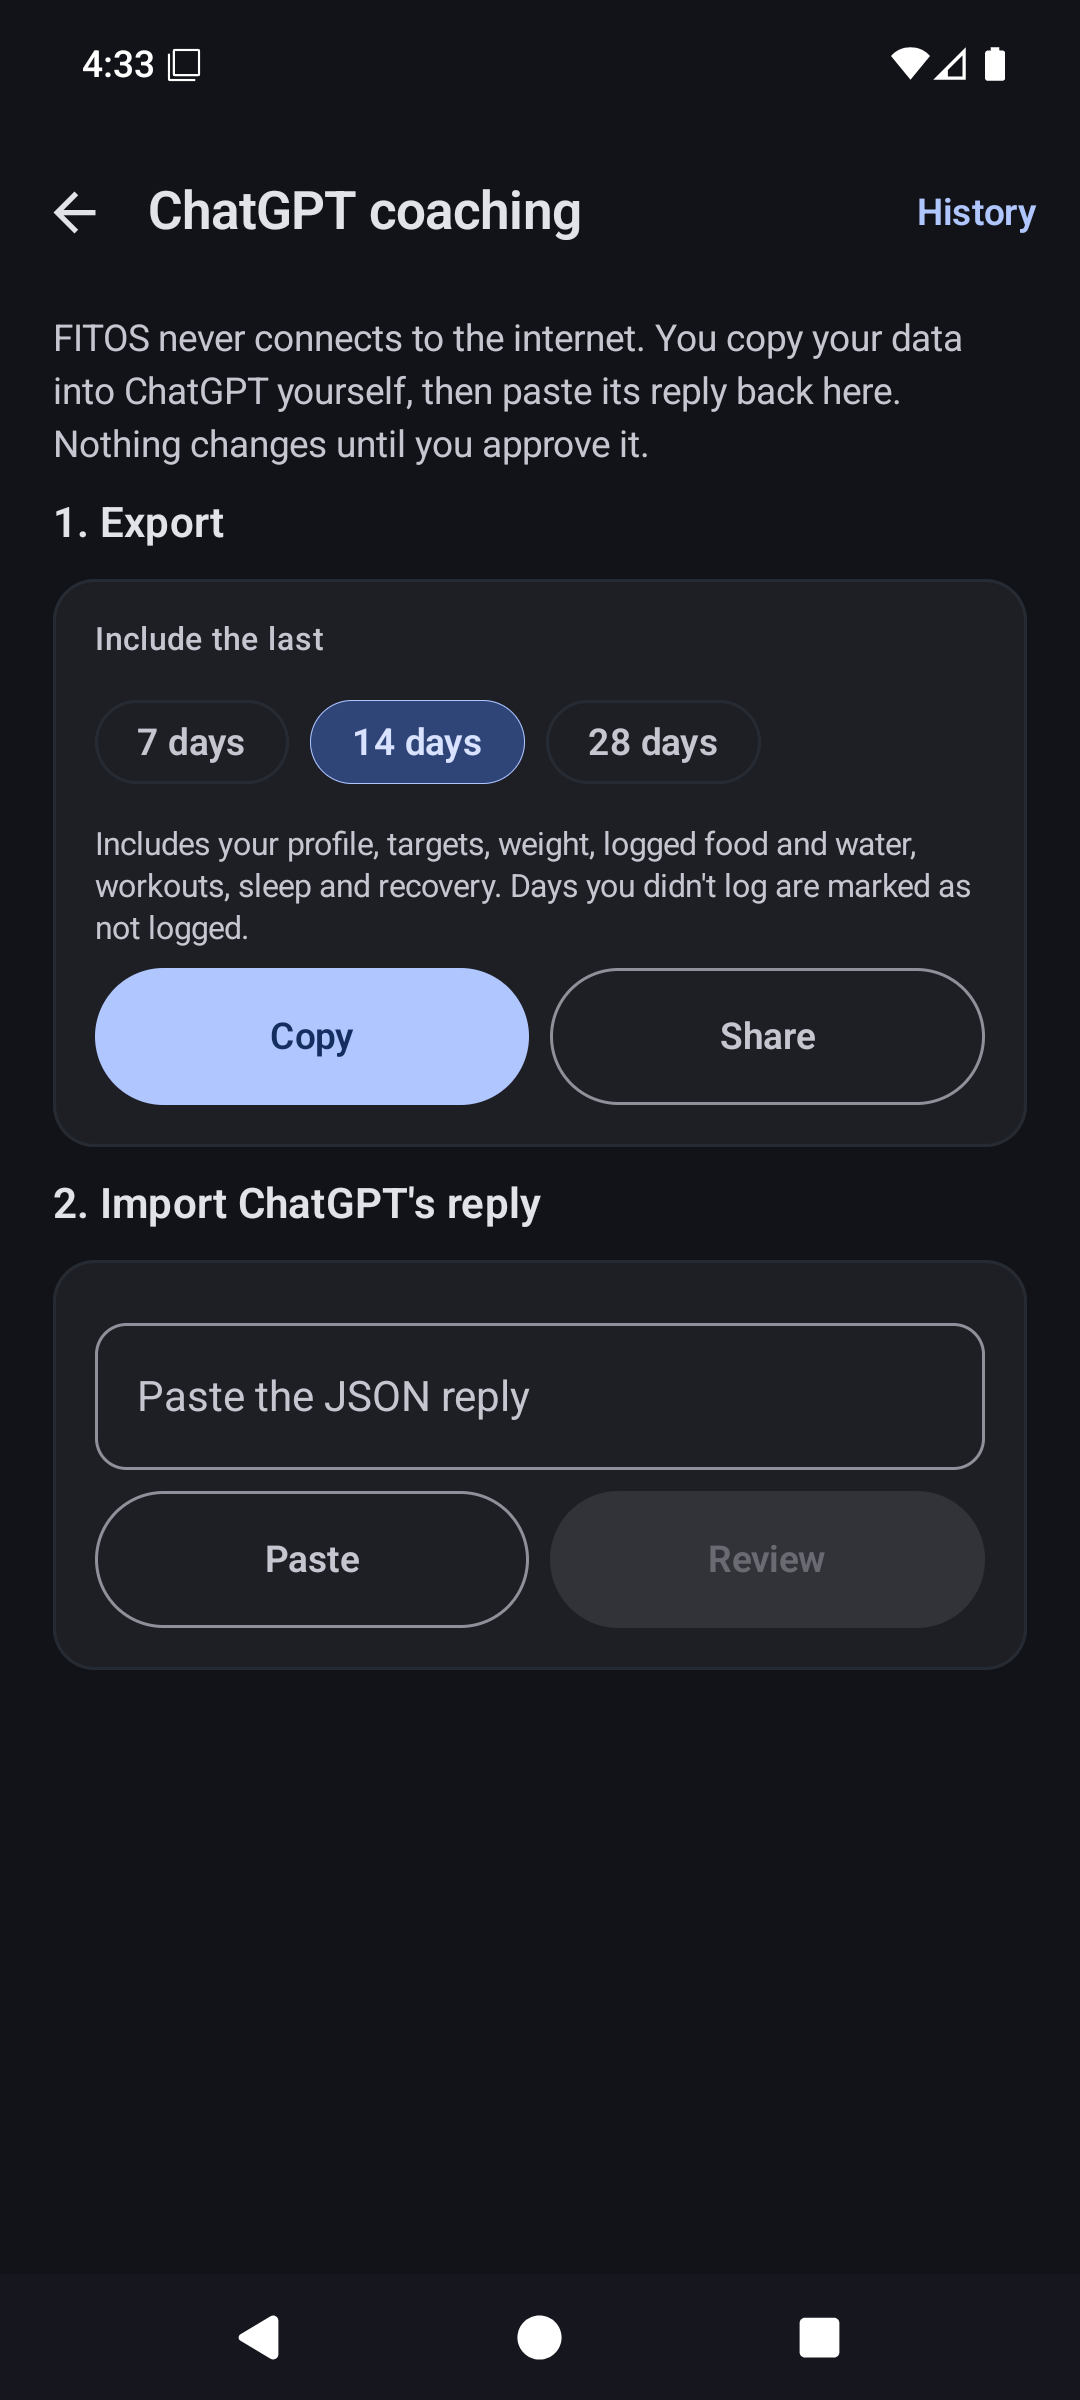 4:33
ChatGPT coaching
History
FITOS never connects to the internet. You copy your data
into ChatGPT yourself, then paste its reply back here.
Nothing changes until you approve it.
1. Export
Include the last
7 days
14 days
28 days
Includes your profile, targets, weight, logged food and water,
workouts, sleep and recovery. Days you didn't log are marked as
not logged.
Copy
Share
2. Import ChatGPT's reply
Paste the JSON reply
Paste
Review